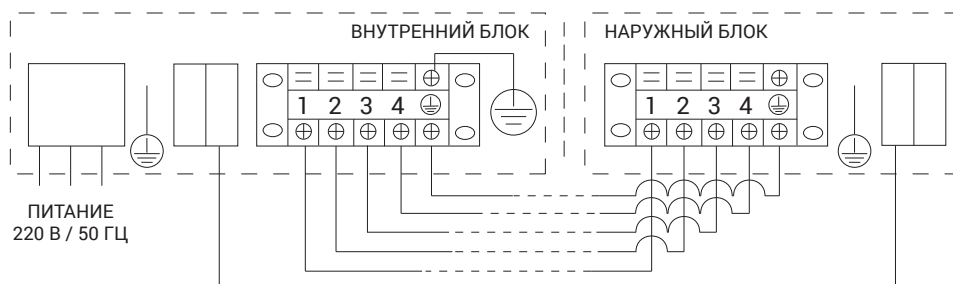 ВНУТРЕННИЙ БЛОК
НАРУЖНЫЙ БЛОК
1 2 3 4
1 2 3 4
ПИТАНИЕ
220 В / 50 ГЦ